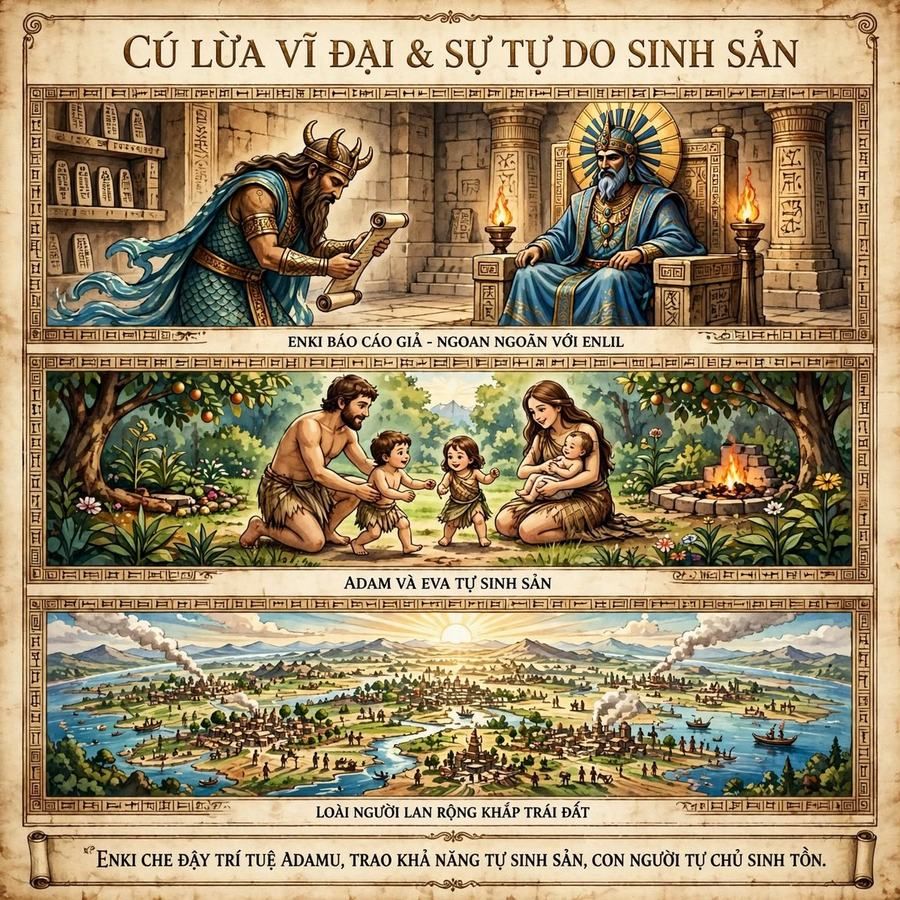 CÚ LỪA VĨ ĐẠI & SỰ TỰ DO SINH SẢN
ENKI BÁO CÁO GIẢ - NGOAN NGOÃN VỚI ENLIL
ADAM VÀ EVA TỰ SINH SẢN
LOÀI NGƯỜI LAN RỘNG KHẮP TRÁI ĐẤT
"ENKI CHE ĐẬY TRÍ TUỆ ADAMU, TRAO KHẢ NĂNG TỰ SINH SẢN, CON NGƯỜI TỰ CHỦ SINH TỒN.